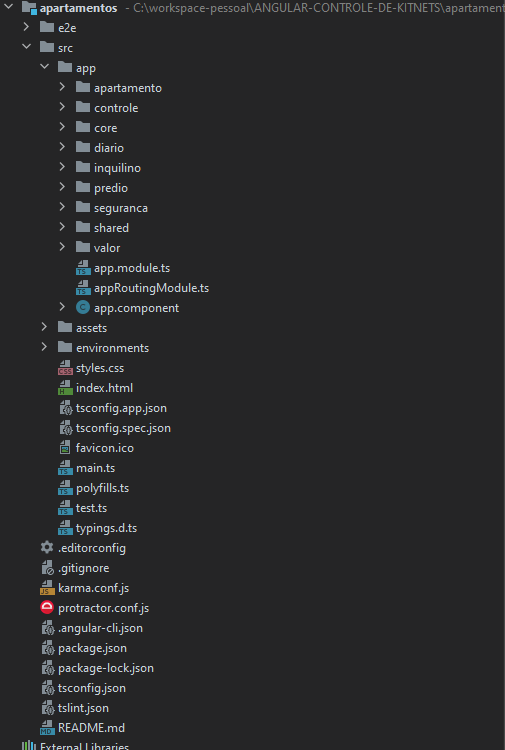 apartamentos - C:\workspace-pessoal\ANGULAR-CONTROLE-DE-KITNETS\apartamen
e2e
src
app
apartamento
controle
core
diario
inquilino
predio
seguranca
shared
valor
app.module.ts
appRoutingModule.ts
app.component
assets
environments
styles.css
index.html
tsconfig.app.json
tsconfig.spec.json
favicon.ico
main.ts
polyfills.ts
test.ts
typings.d.ts
.editorconfig
.gitignore
karma.conf.js
protractor.conf.js
.angular-cli.json
package.json
package-lock.json
tsconfig.json
tslint.json
README.md
External Libraries